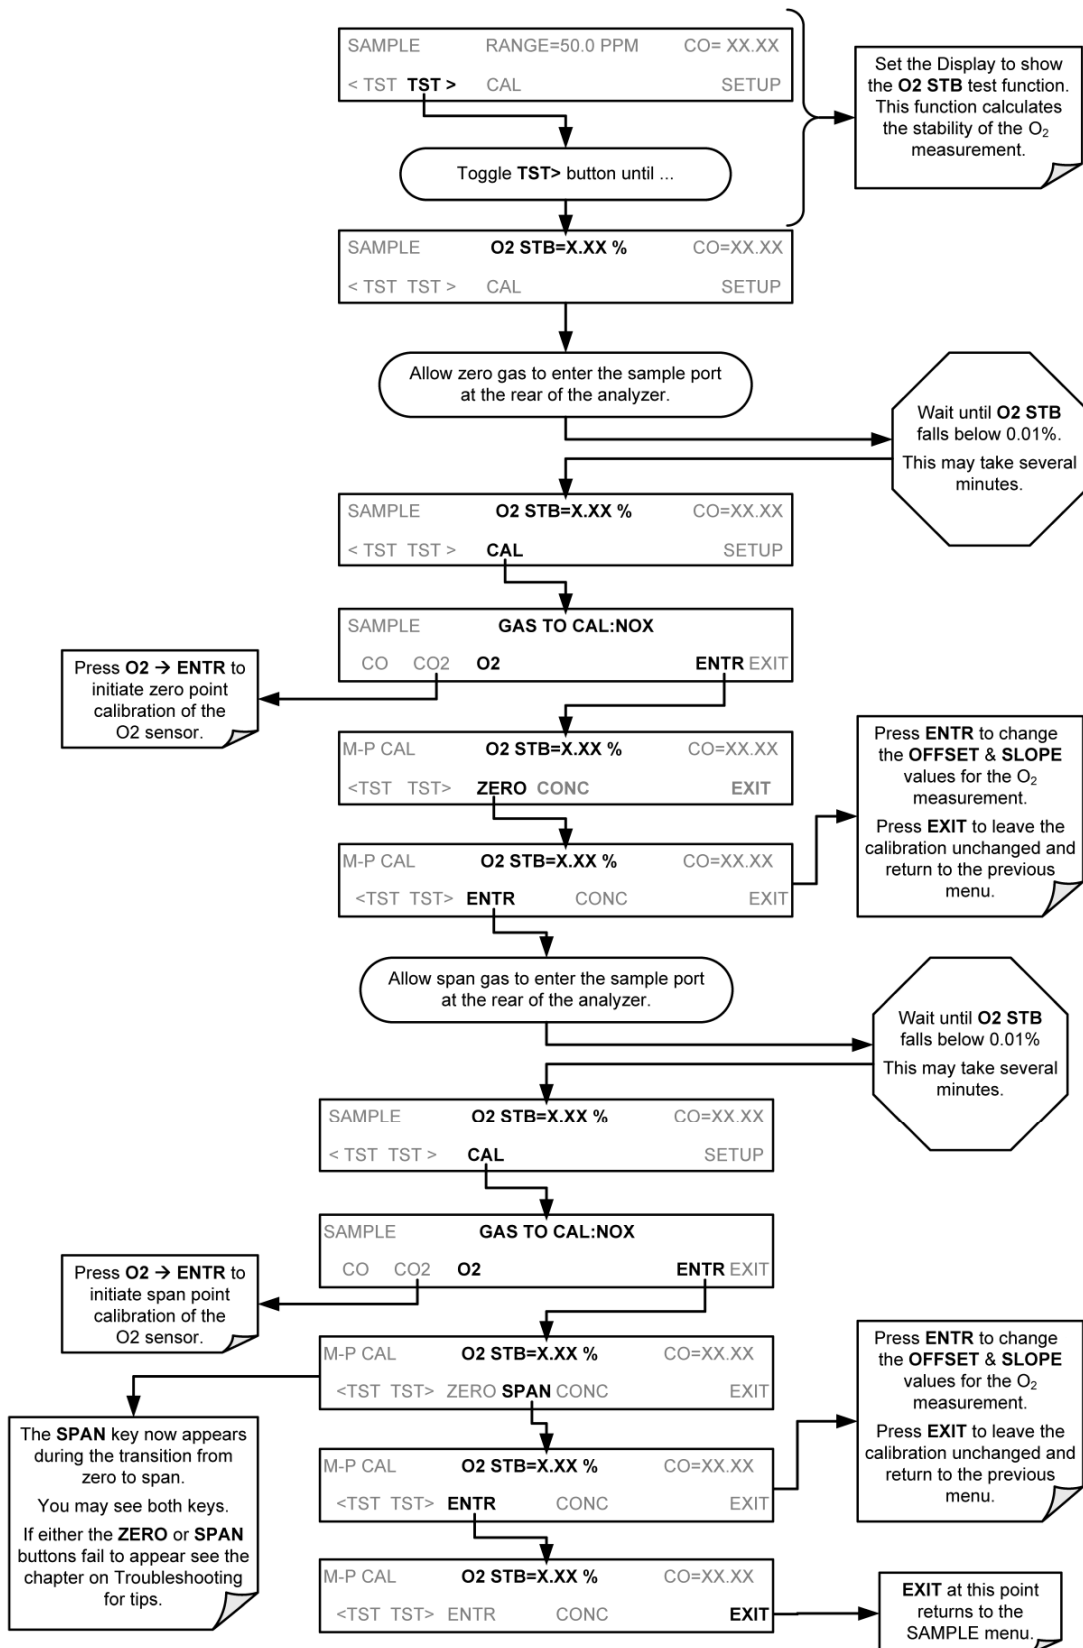 SAMPLE RANGE=50.0 PPM CO= XX.XX
< TST TST > CAL SETUP
Set the Display to show
the O2 STB test function.
This function calculates
the stability of the O₂
measurement.
Toggle TST> button until ...
SAMPLE O2 STB=X.XX % CO=XX.XX
< TST TST > CAL SETUP
Allow zero gas to enter the sample port
at the rear of the analyzer.
Wait until O2 STB
falls below 0.01%.
This may take several
minutes.
SAMPLE O2 STB=X.XX % CO=XX.XX
< TST TST > CAL SETUP
SAMPLE GAS TO CAL:NOX
CO CO2 O2 ENTR EXIT
Press O2 → ENTR to
initiate zero point
calibration of the
O2 sensor.
M-P CAL O2 STB=X.XX % CO=XX.XX
<TST TST> ZERO CONC EXIT
M-P CAL O2 STB=X.XX % CO=XX.XX
<TST TST> ENTR CONC EXIT
Press ENTR to change
the OFFSET & SLOPE
values for the O₂
measurement.
Press EXIT to leave the
calibration unchanged and
return to the previous
menu.
Allow span gas to enter the sample port
at the rear of the analyzer.
Wait until O2 STB
falls below 0.01%
This may take several
minutes.
SAMPLE O2 STB=X.XX % CO=XX.XX
< TST TST > CAL SETUP
SAMPLE GAS TO CAL:NOX
CO CO2 O2 ENTR EXIT
Press O2 → ENTR to
initiate span point
calibration of the
O2 sensor.
M-P CAL O2 STB=X.XX % CO=XX.XX
<TST TST> ZERO SPAN CONC EXIT
The SPAN key now appears
during the transition from
zero to span.
You may see both keys.
If either the ZERO or SPAN
buttons fail to appear see the
chapter on Troubleshooting
for tips.
M-P CAL O2 STB=X.XX % CO=XX.XX
<TST TST> ENTR CONC EXIT
Press ENTR to change
the OFFSET & SLOPE
values for the O₂
measurement.
Press EXIT to leave the
calibration unchanged and
return to the previous
menu.
M-P CAL O2 STB=X.XX % CO=XX.XX
<TST TST> ENTR CONC EXIT
EXIT at this point
returns to the
SAMPLE menu.